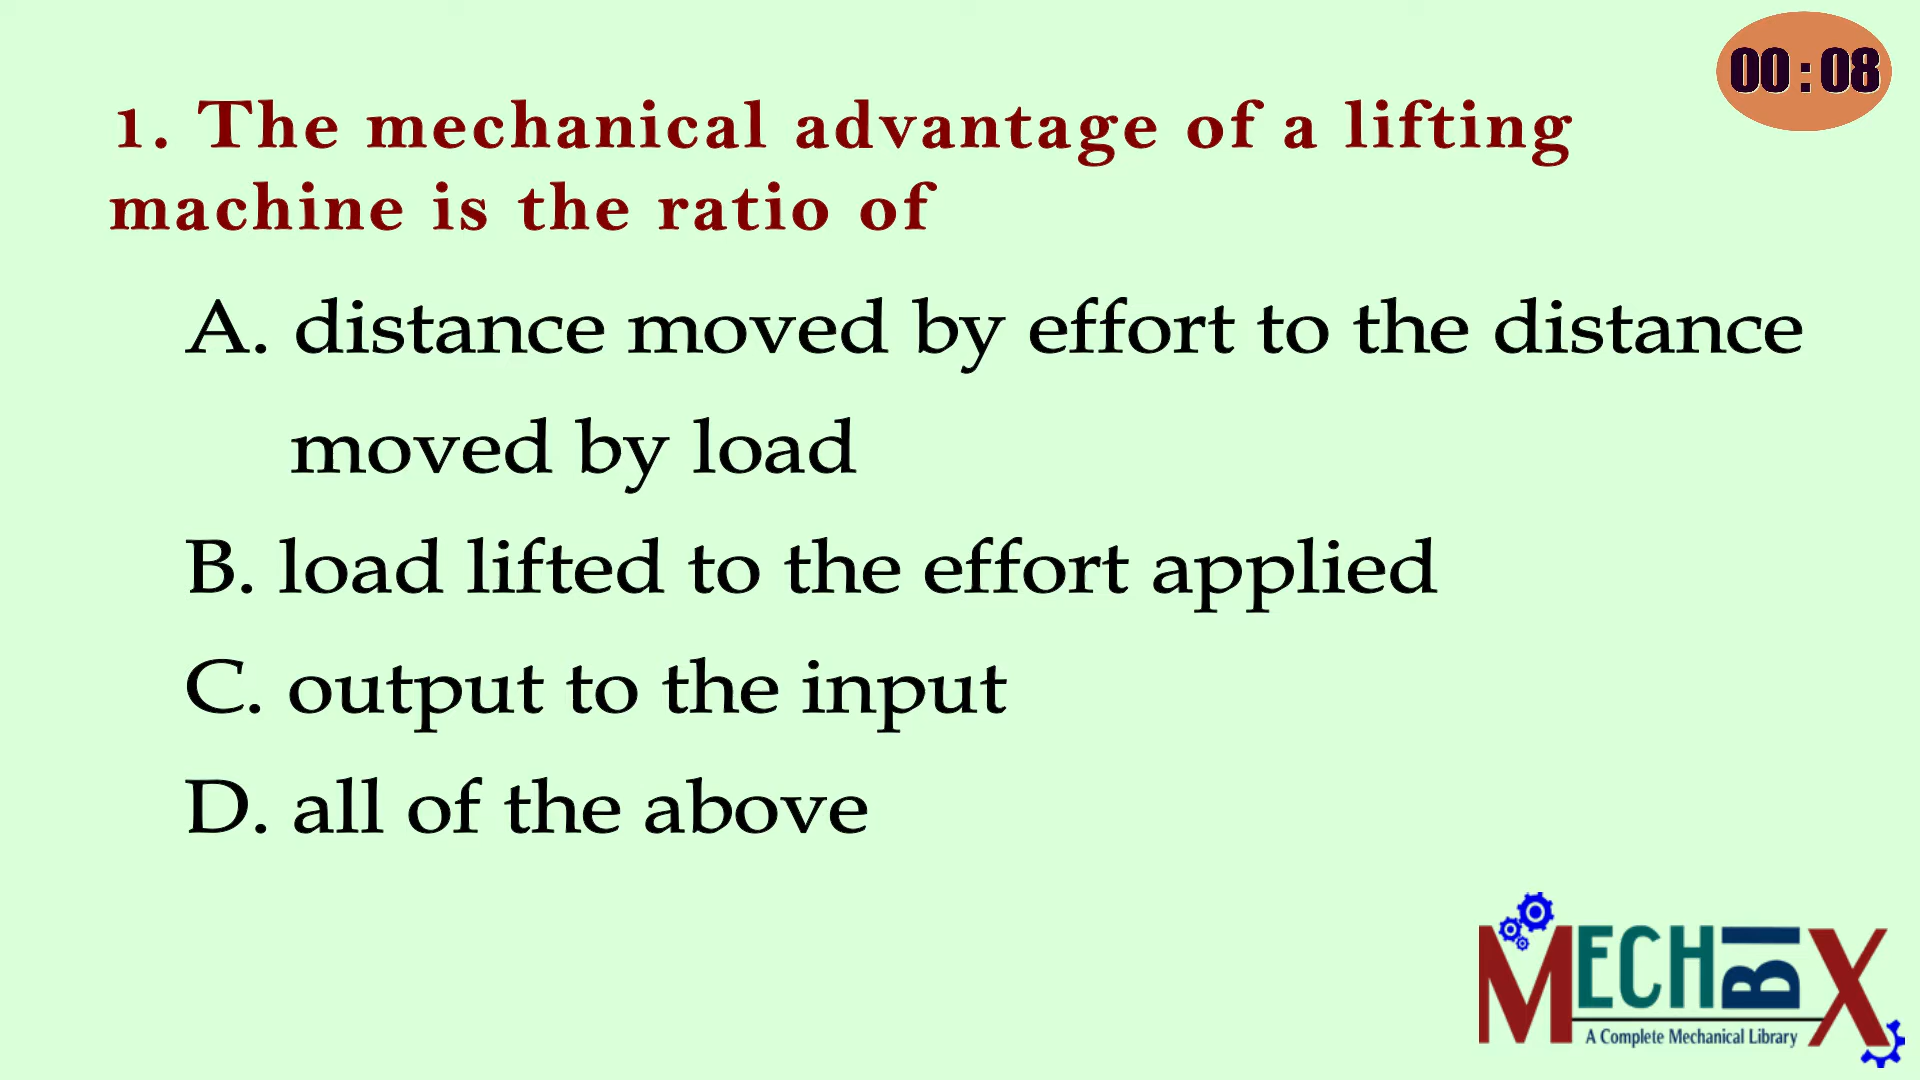 00:08
1. The mechanical advantage of a lifting
machine is the ratio of
A. distance moved by effort to the distance
moved by load
B. load lifted to the effort applied
C. output to the input
D. all of the above
MECHBIX
A Complete Mechanical Library